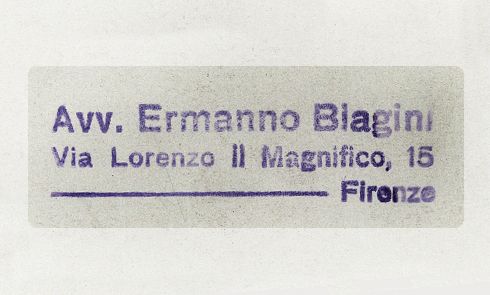 Avv. Ermanno Biagini
Via Lorenzo Il Magnifico, 15
Firenze